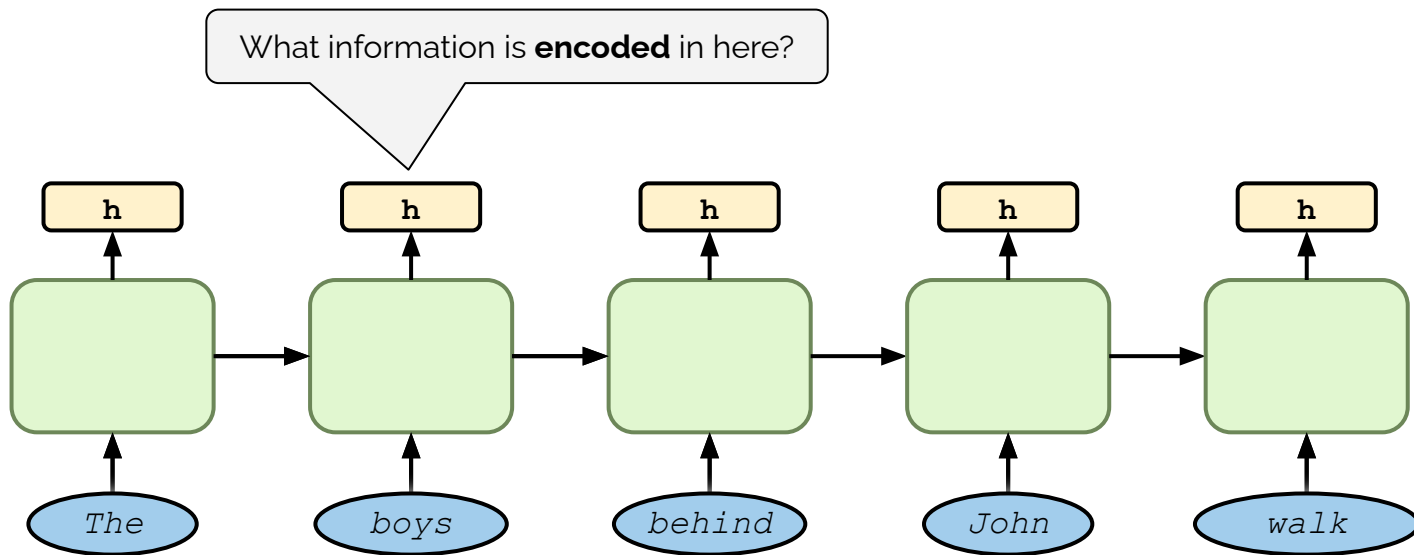 What information is encoded in here?
h h h h h
The boys behind John walk